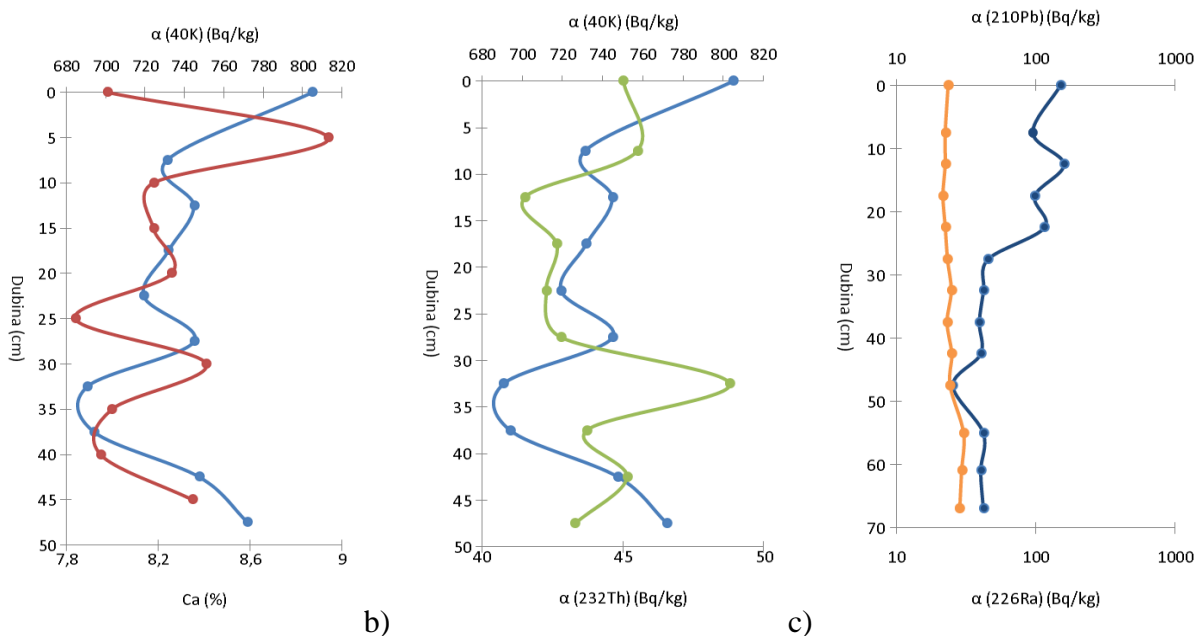 α (40K) (Bq/kg)
680 700 720 740 760 780 800 820
0
5
10
15
20
25
30
35
40
45
50
Dubina (cm)
7,8 8,2 8,6 9
Ca (%)
b)
α (40K) (Bq/kg)
680 700 720 740 760 780 800 820
0
5
10
15
20
25
30
35
40
45
50
Dubina (cm)
40 45 50
α (232Th) (Bq/kg)
c)
α (210Pb) (Bq/kg)
10 100 1000
0
10
20
30
40
50
60
70
Dubina (cm)
10 100 1000
α (226Ra) (Bq/kg)